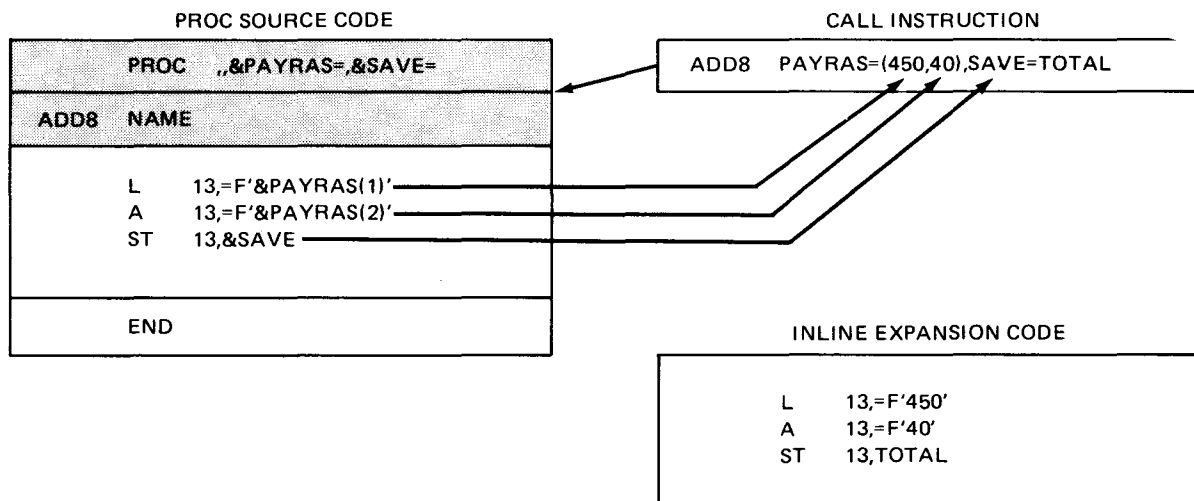 PROC SOURCE CODE
PROC ,,&PAYRAS=,&SAVE=
ADD8 NAME
L 13,=F'&PAYRAS(1)'
A 13,=F'&PAYRAS(2)'
ST 13,&SAVE
END
CALL INSTRUCTION
ADD8 PAYRAS=(450,40),SAVE=TOTAL
INLINE EXPANSION CODE
L 13,=F'450'
A 13,=F'40'
ST 13,TOTAL